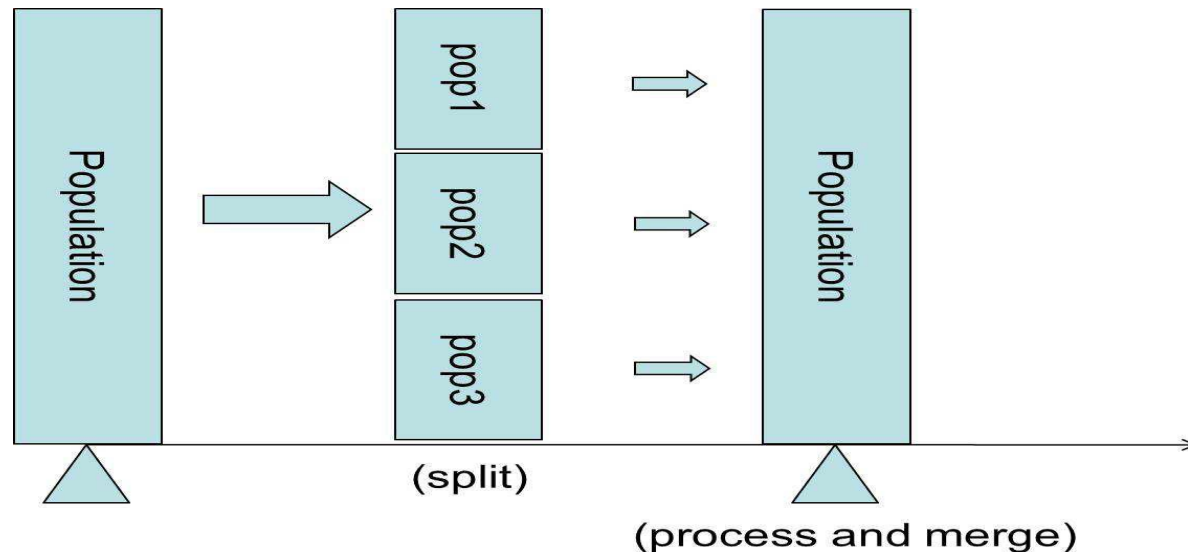 Population
pop1
pop2
pop3
Population
(split)
(process and merge)